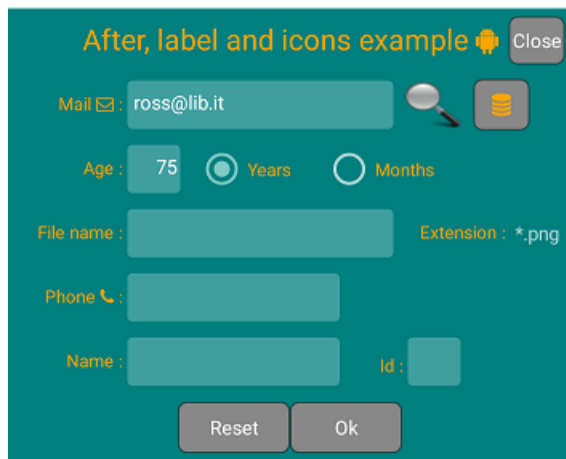 After, label and icons example Close
Mail : ross@lib.it
Age : 75 Years Months
File name : Extension : *.png
Phone :
Name : Id :
Reset Ok